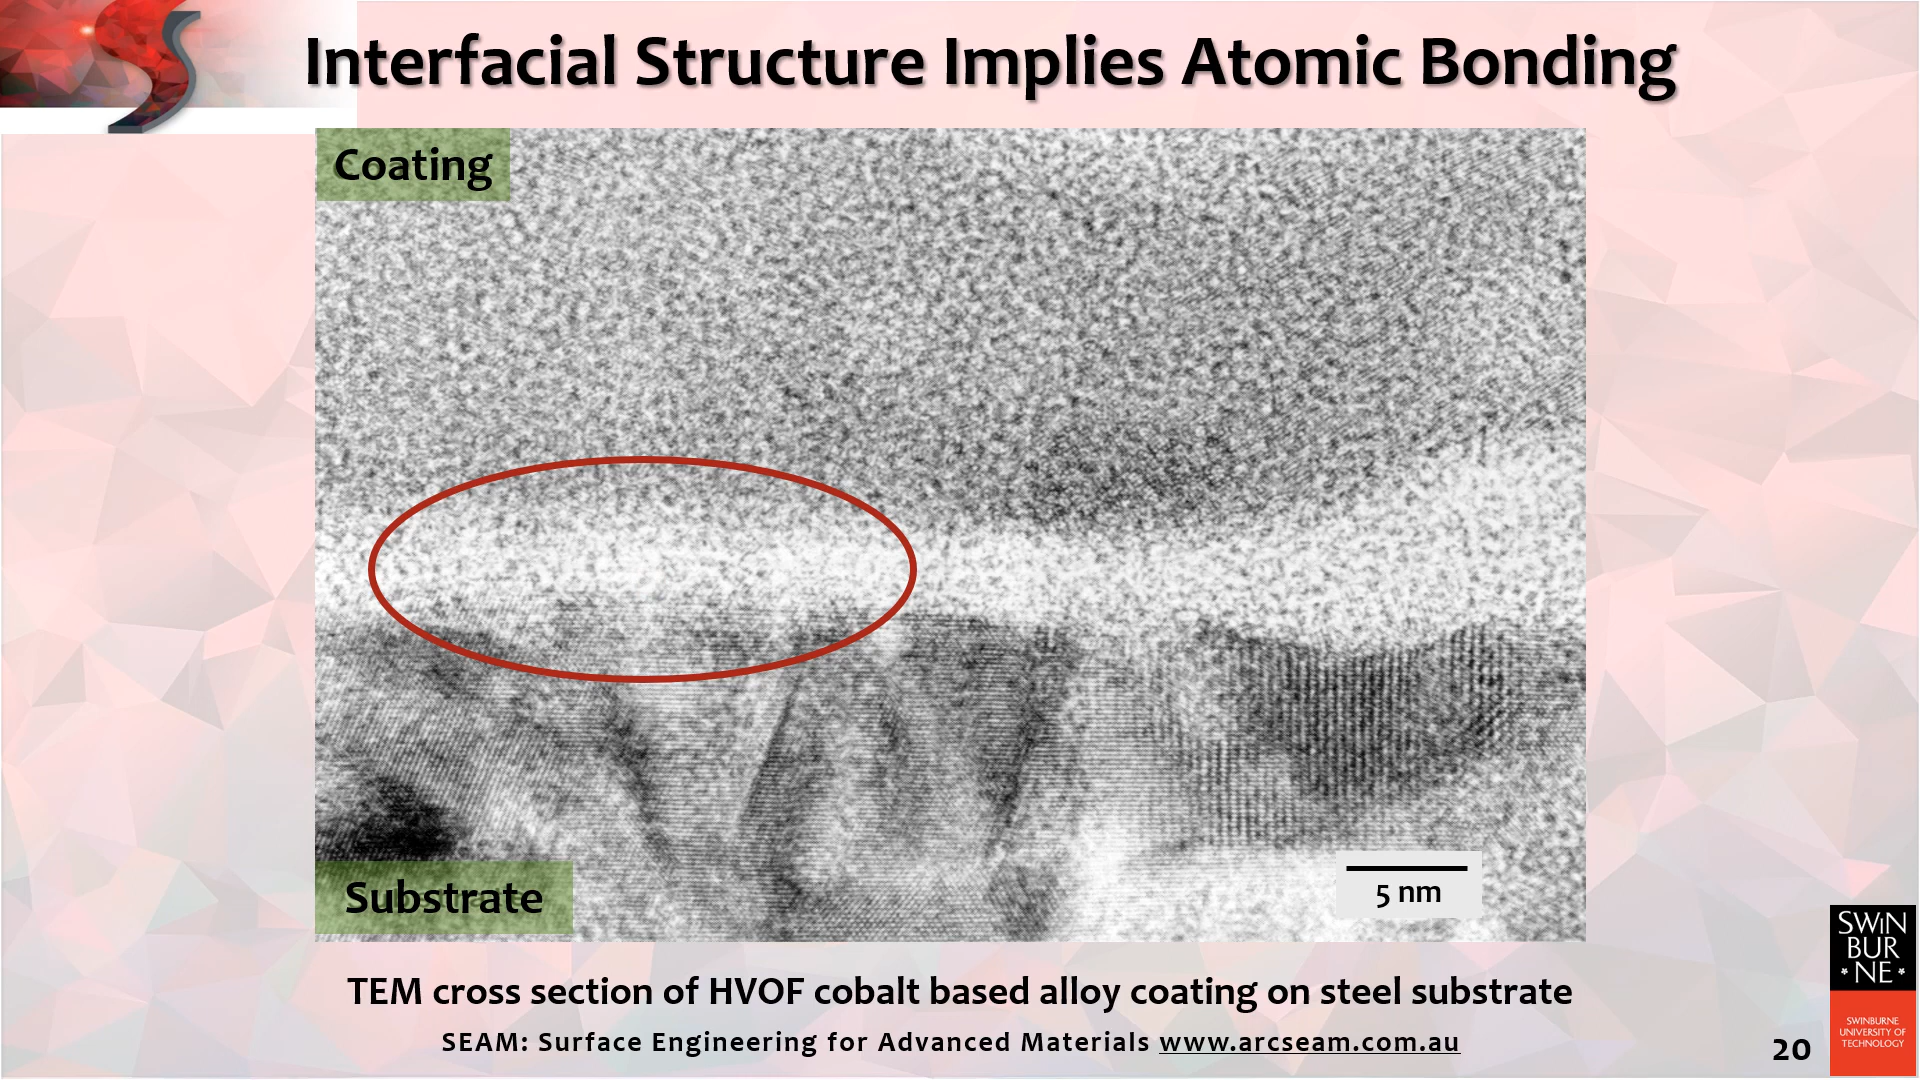 Interfacial Structure Implies Atomic Bonding
Coating
Substrate
5 nm
TEM cross section of HVOF cobalt based alloy coating on steel substrate
SEAM: Surface Engineering for Advanced Materials www.arcseam.com.au
20
SWiN
BUR
* NE *
SWINBURNE
UNIVERSITY OF
TECHNOLOGY